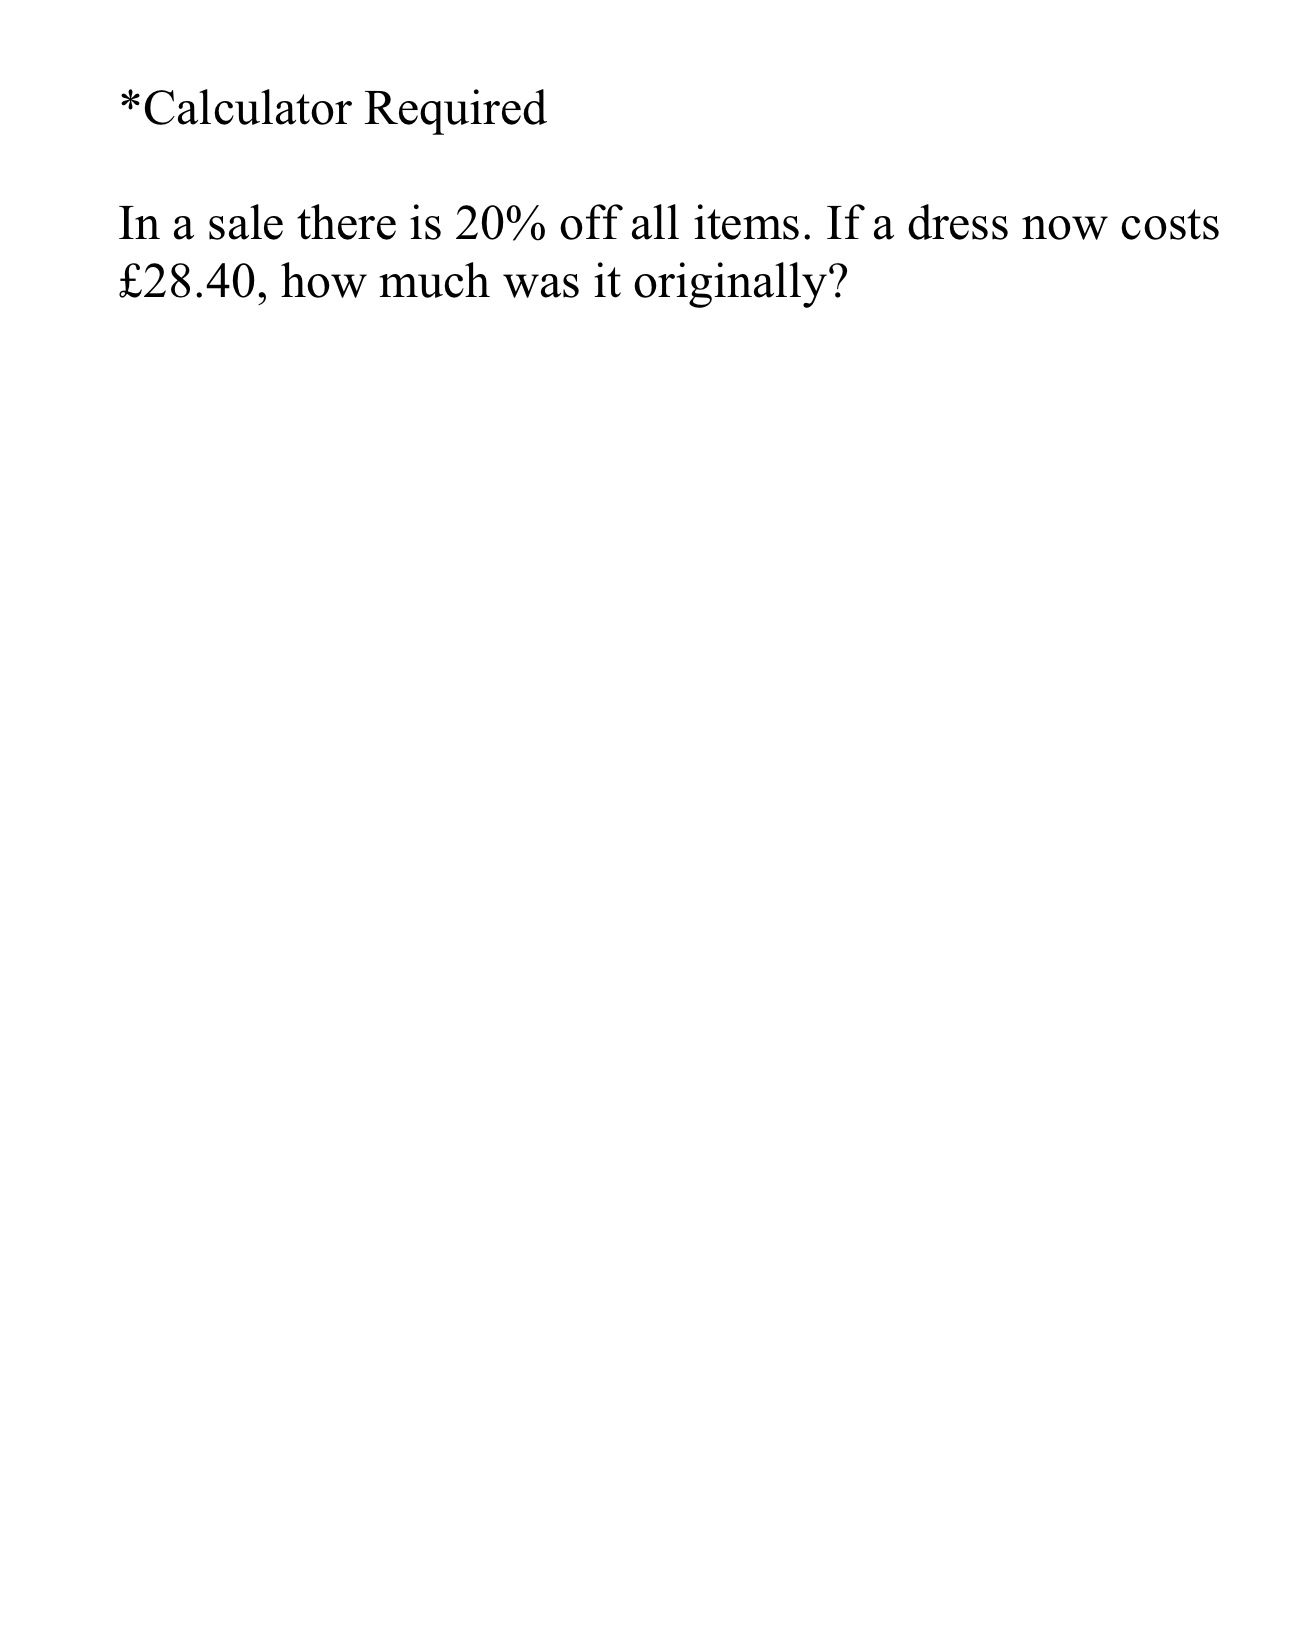 *Calculator Required
In a sale there is 20% off all items. If a dress now costs
£28.40, how much was it originally?